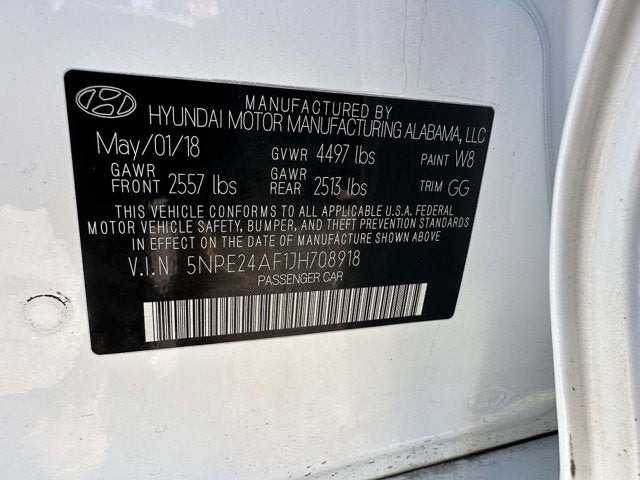 MANUFACTURED BY
HYUNDAI MOTOR MANUFACTURING ALABAMA, LLC
May/01/18 GVWR 4497 lbs PAINT W8
GAWR FRONT 2557 lbs GAWR REAR 2513 lbs TRIM GG
THIS VEHICLE CONFORMS TO ALL APPLICABLE U.S.A. FEDERAL
MOTOR VEHICLE SAFETY, BUMPER, AND THEFT PREVENTION STANDARDS
IN EFFECT ON THE DATE OF MANUFACTURE SHOWN ABOVE.
V.I.N 5NPE24AF1JH708918
PASSENGER CAR